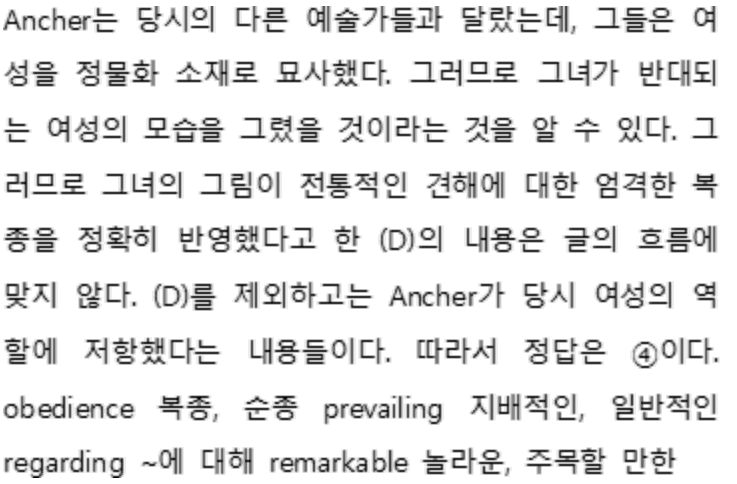 Ancher는 당시의 다른 예술가들과 달랐는데, 그들은 여
성을 정물화 소재로 묘사했다. 그러므로 그녀가 반대되
는 여성의 모습을 그렸을 것이라는 것을 알 수 있다. 그
러므로 그녀의 그림이 전통적인 견해에 대한 엄격한 복
종을 정확히 반영했다고 한 (D)의 내용은 글의 흐름에
맞지 않다. (D)를 제외하고는 Ancher가 당시 여성의 역
할에 저항했다는 내용들이다. 따라서 정답은 ④이다.
obedience 복종, 순종 prevailing 지배적인, 일반적인
regarding ~에 대해 remarkable 놀라운, 주목할 만한